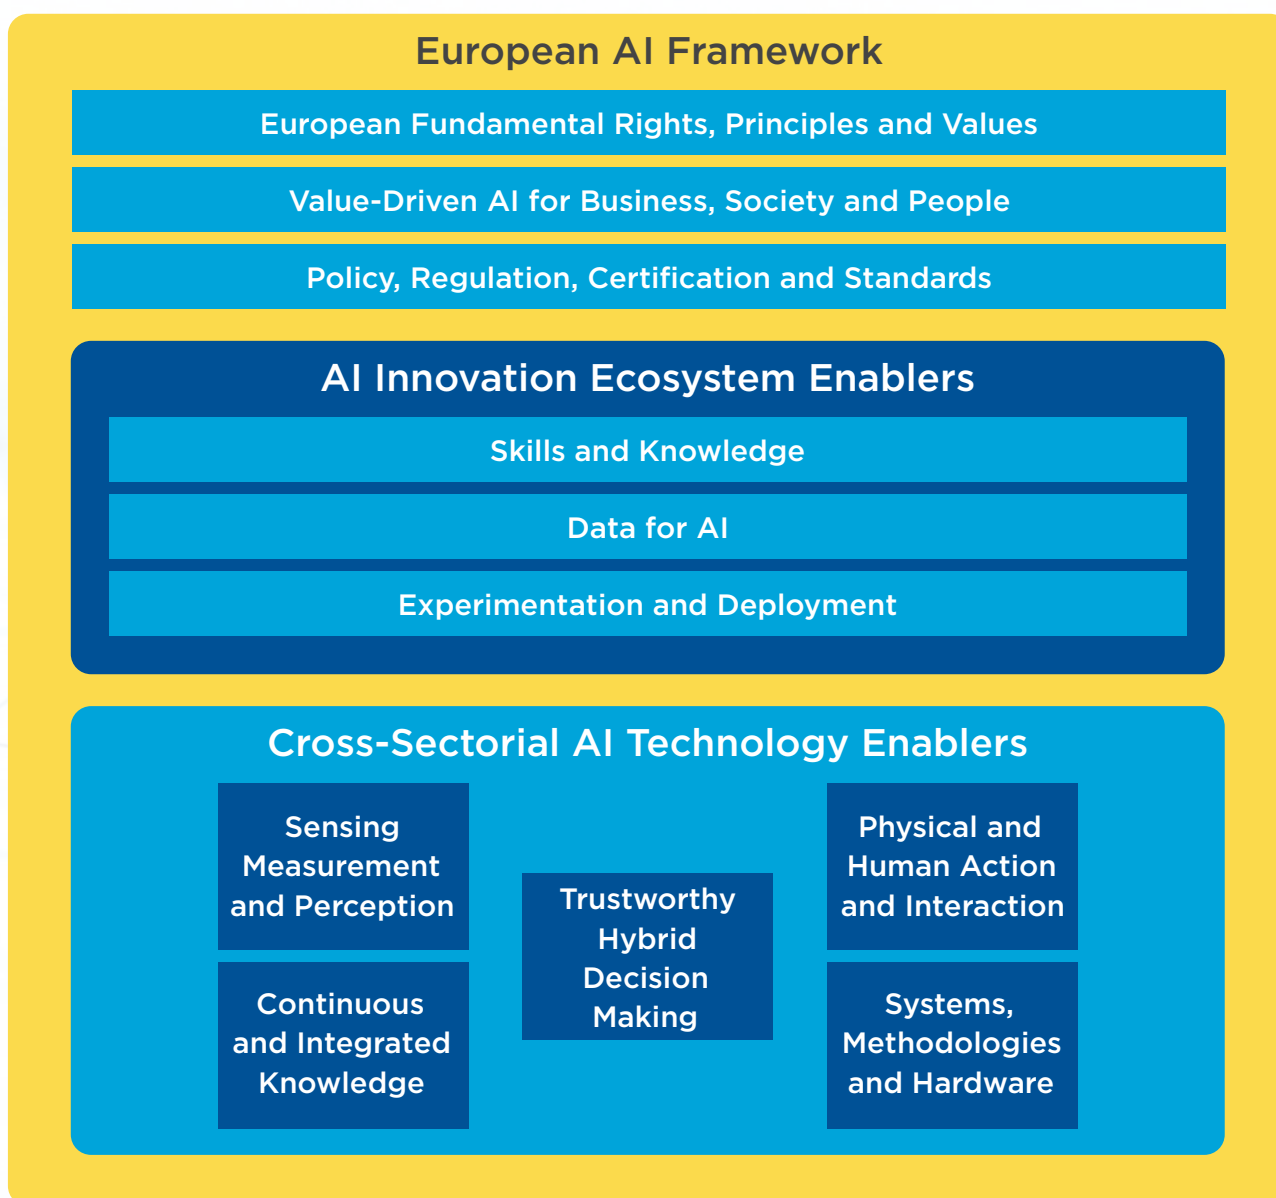 European AI Framework
European Fundamental Rights, Principles and Values
Value-Driven AI for Business, Society and People
Policy, Regulation, Certification and Standards
AI Innovation Ecosystem Enablers
Skills and Knowledge
Data for AI
Experimentation and Deployment
Cross-Sectorial AI Technology Enablers
Sensing
Measurement
and Perception
Continuous
and Integrated
Knowledge
Trustworthy
Hybrid
Decision
Making
Physical and
Human Action
and Interaction
Systems,
Methodologies
and Hardware